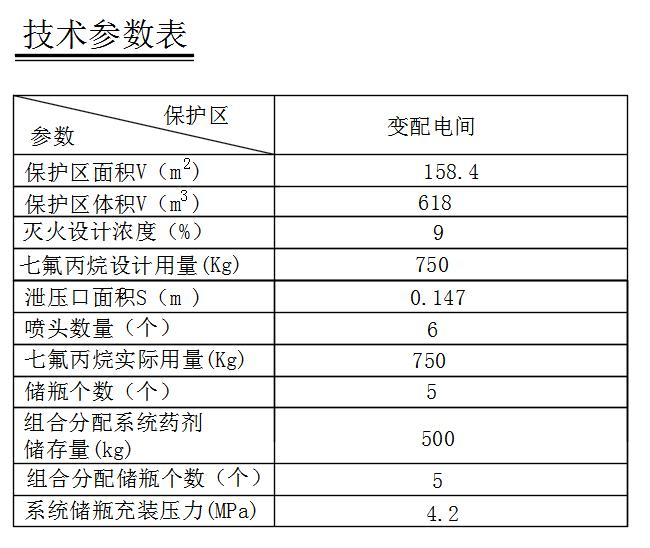 技术参数表
保护区
参数
变配电间
保护区面积V（m²） 158.4
保护区体积V（m³） 618
灭火设计浓度（%） 9
七氟丙烷设计用量(Kg) 750
泄压口面积S（m ） 0.147
喷头数量（个） 6
七氟丙烷实际用量(Kg) 750
储瓶个数（个） 5
组合分配系统药剂
储存量(kg) 500
组合分配储瓶个数（个） 5
系统储瓶充装压力(MPa) 4.2